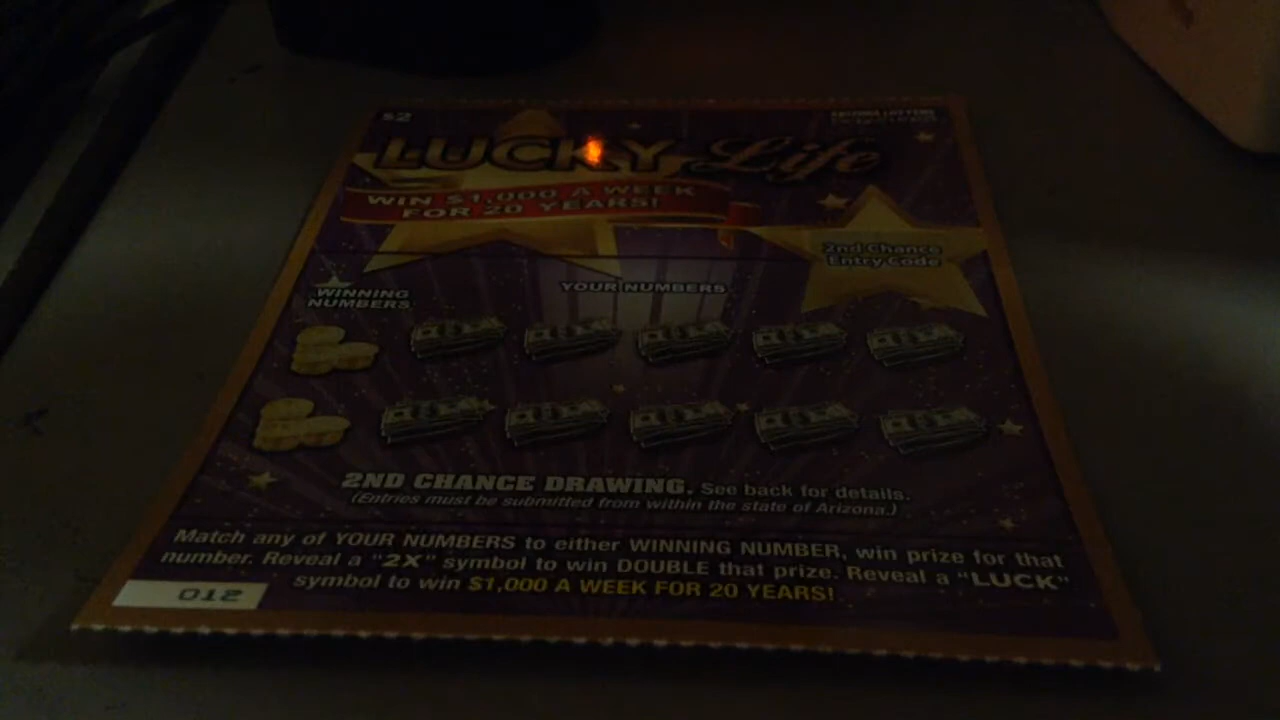 $2
ARIZONA LOTTERY
LUCKY Life
WIN $1,000 A WEEK
FOR 20 YEARS!
2nd Chance
Entry Code
WINNING
NUMBERS
YOUR NUMBERS
2ND CHANCE DRAWING. See back for details.
(Entries must be submitted from within the state of Arizona.)
Match any of YOUR NUMBERS to either WINNING NUMBER, win prize for that
number. Reveal a "2X" symbol to win DOUBLE that prize. Reveal a "LUCK"
symbol to win $1,000 A WEEK FOR 20 YEARS!
012